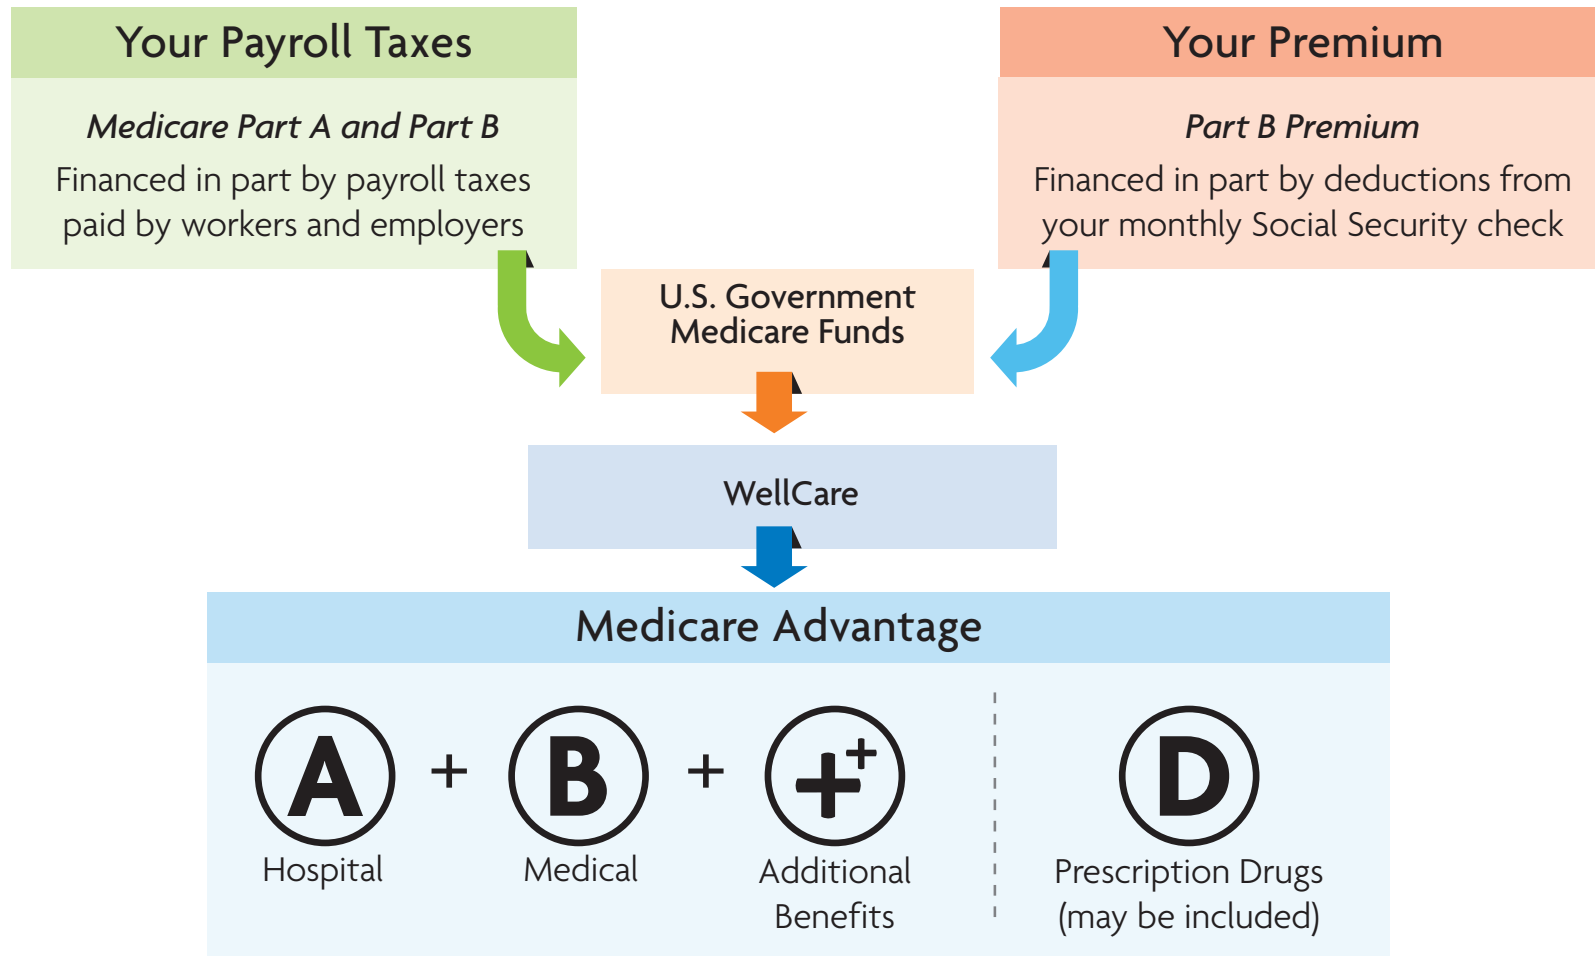 Your Payroll Taxes
Medicare Part A and Part B
Financed in part by payroll taxes
paid by workers and employers
Your Premium
Part B Premium
Financed in part by deductions from
your monthly Social Security check
U.S. Government
Medicare Funds
WellCare
Medicare Advantage
A + B + ++ D
Hospital
Medical
Additional
Benefits
Prescription Drugs
(may be included)